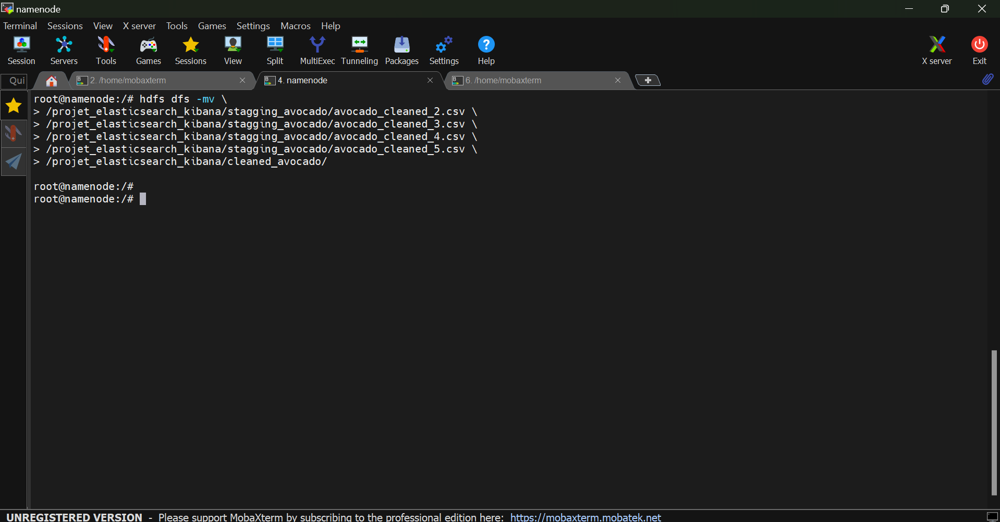 namenode
Terminal Sessions View X server Tools Games Settings Macros Help
Session Servers Tools Games Sessions View Split MultiExec Tunneling Packages Settings Help X server Exit
Qui 2. /home/mobaxterm 4. namenode 6. /home/mobaxterm
root@namenode:/# hdfs dfs -mv \
> /projet_elasticsearch_kibana/stagging_avocado/avocado_cleaned_2.csv \
> /projet_elasticsearch_kibana/stagging_avocado/avocado_cleaned_3.csv \
> /projet_elasticsearch_kibana/stagging_avocado/avocado_cleaned_4.csv \
> /projet_elasticsearch_kibana/stagging_avocado/avocado_cleaned_5.csv \
> /projet_elasticsearch_kibana/cleaned_avocado/
root@namenode:/#
root@namenode:/#
UNREGISTERED VERSION - Please support MobaXterm by subscribing to the professional edition here: https://mobaxterm.mobatek.net